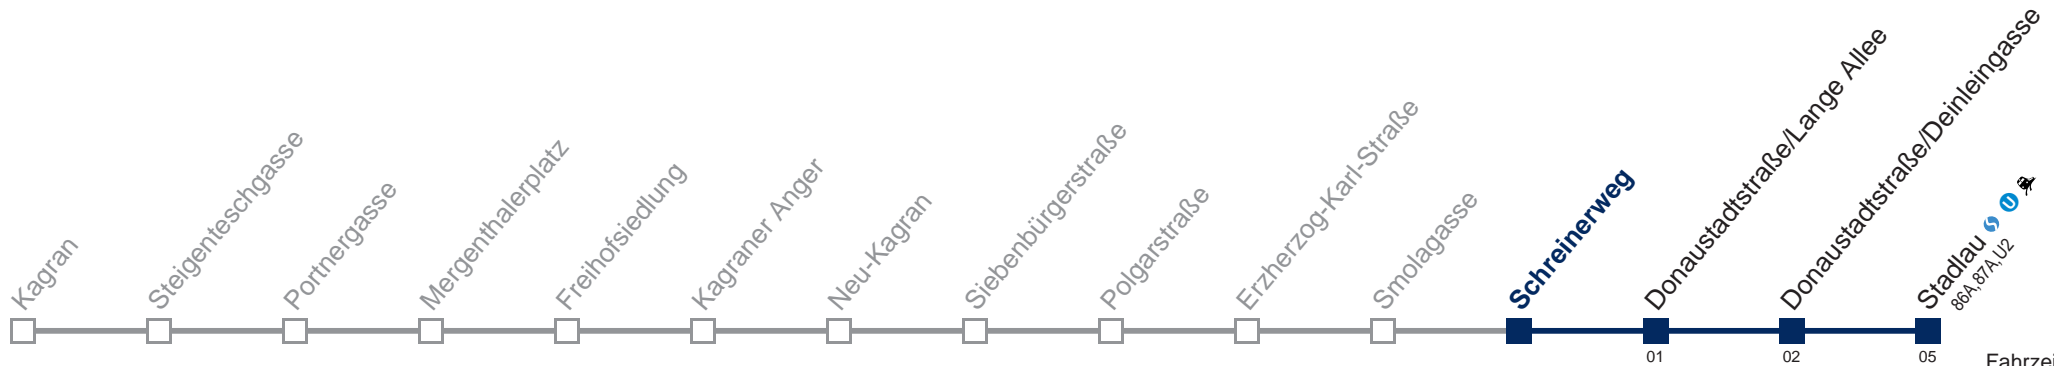 Kagran
Steigenteschgasse
Portnergasse
Mergenthalerplatz
Freihofsiedlung
Kagraner Anger
Neu-Kagran
Siebenbürgerstraße
Polgarstraße
Erzherzog-Karl-Straße
Smolagasse
Schreinerweg
Donaustadtstraße/Lange Allee
Donaustadtstraße/Deinleingasse
Stadlau S U
86A,87A,U2
01
02
05
Fahrzei